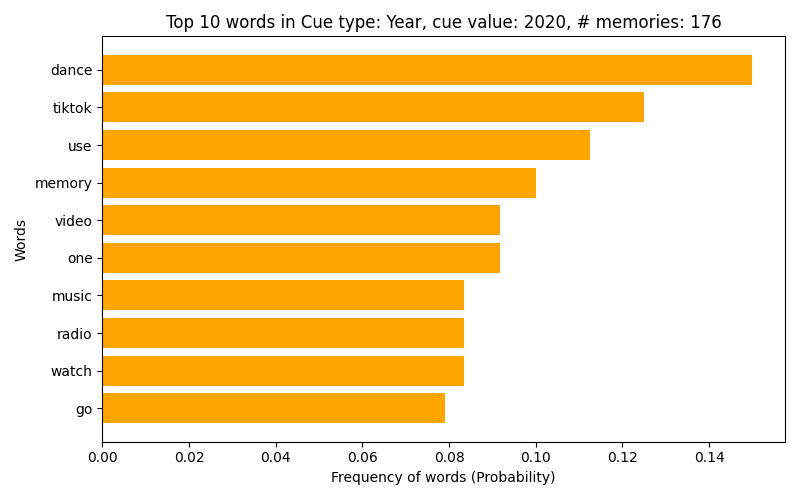 Top 10 words in Cue type: Year, cue value: 2020, # memories: 176
Words
dance
tiktok
use
memory
video
one
music
radio
watch
go
0.00 0.02 0.04 0.06 0.08 0.10 0.12 0.14
Frequency of words (Probability)